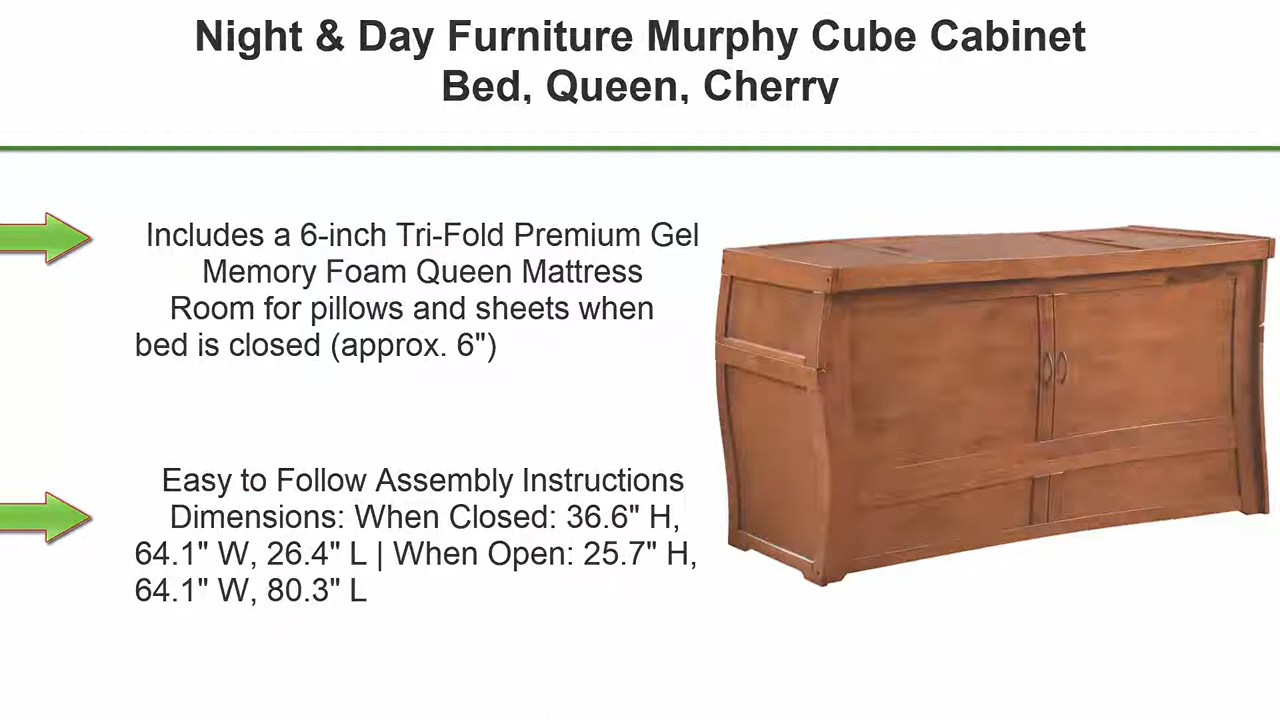 Night & Day Furniture Murphy Cube Cabinet
Bed, Queen, Cherry
Includes a 6-inch Tri-Fold Premium Gel
Memory Foam Queen Mattress
Room for pillows and sheets when
bed is closed (approx. 6")
Easy to Follow Assembly Instructions
Dimensions: When Closed: 36.6" H,
64.1" W, 26.4" L | When Open: 25.7" H,
64.1" W, 80.3" L